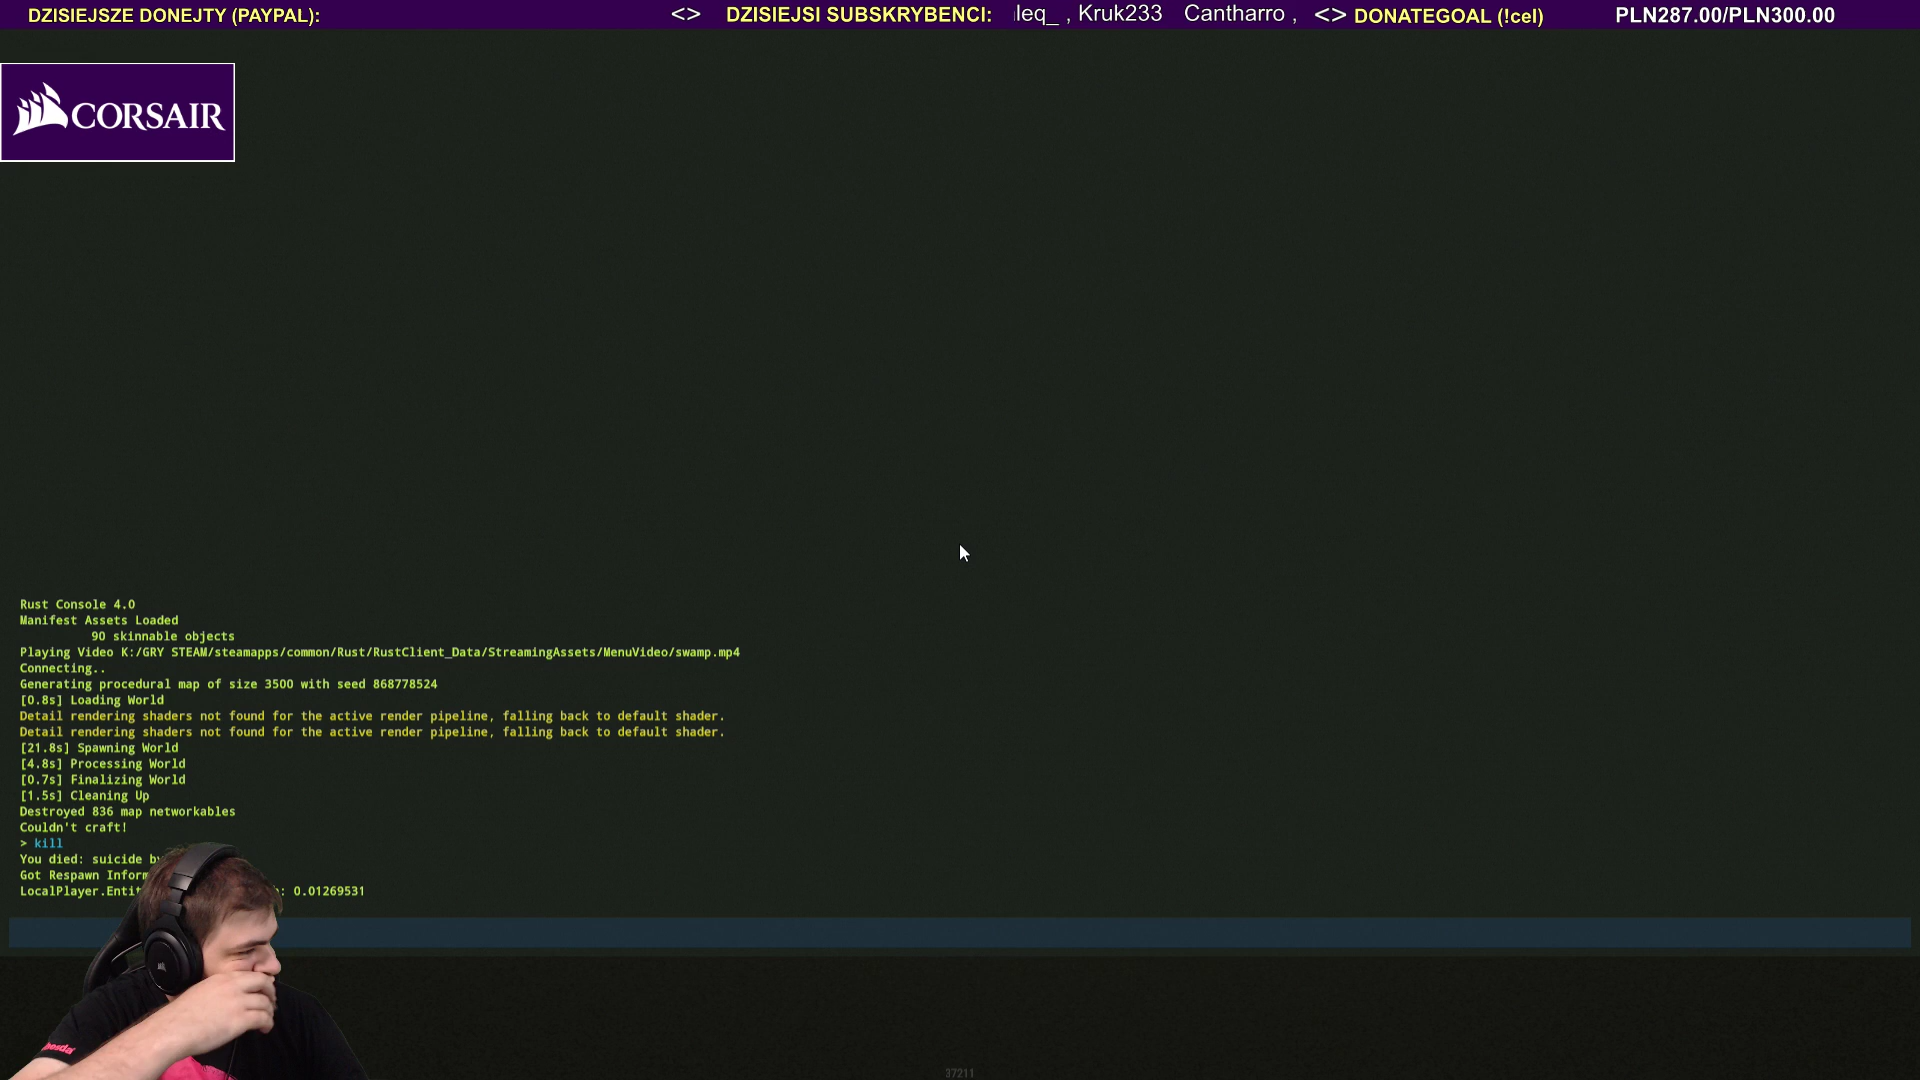 DZISIEJSZE DONEJTY (PAYPAL): <> DZISIEJSI SUBSKRYBENCI: leq_ , Kruk233 Cantharro , <> DONATEGOAL (!cel) PLN287.00/PLN300.00
CORSAIR
Rust Console 4.0
Manifest Assets Loaded
90 skinnable objects
Playing Video K:/GRY STEAM/steamapps/common/Rust/RustClient_Data/StreamingAssets/MenuVideo/swamp.mp4
Connecting..
Generating procedural map of size 3500 with seed 868778524
[0.8s] Loading World
Detail rendering shaders not found for the active render pipeline, falling back to default shader.
Detail rendering shaders not found for the active render pipeline, falling back to default shader.
[21.8s] Spawning World
[4.8s] Processing World
[0.7s] Finalizing World
[1.5s] Cleaning Up
Destroyed 836 map networkables
Couldn't craft!
> kill
You died: suicide by
Got Respawn Inform
LocalPlayer.Entit : 0.01269531
37211